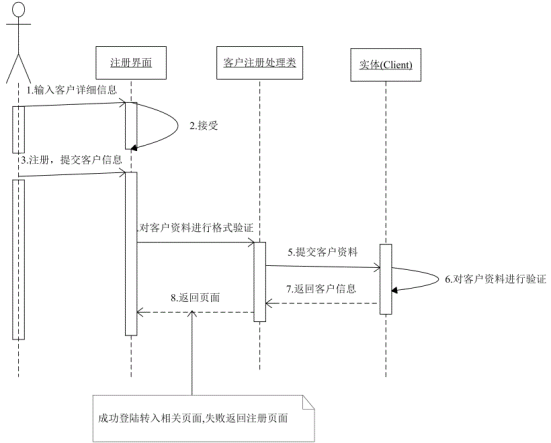 注册界面
客户注册处理类
实体(Client)
1.输入客户详细信息
2.接受
3.注册，提交客户信息
.对客户资料进行格式验证
5.提交客户资料
6.对客户资料进行验证
7.返回客户信息
8.返回页面
成功登陆转入相关页面,失败返回注册页面